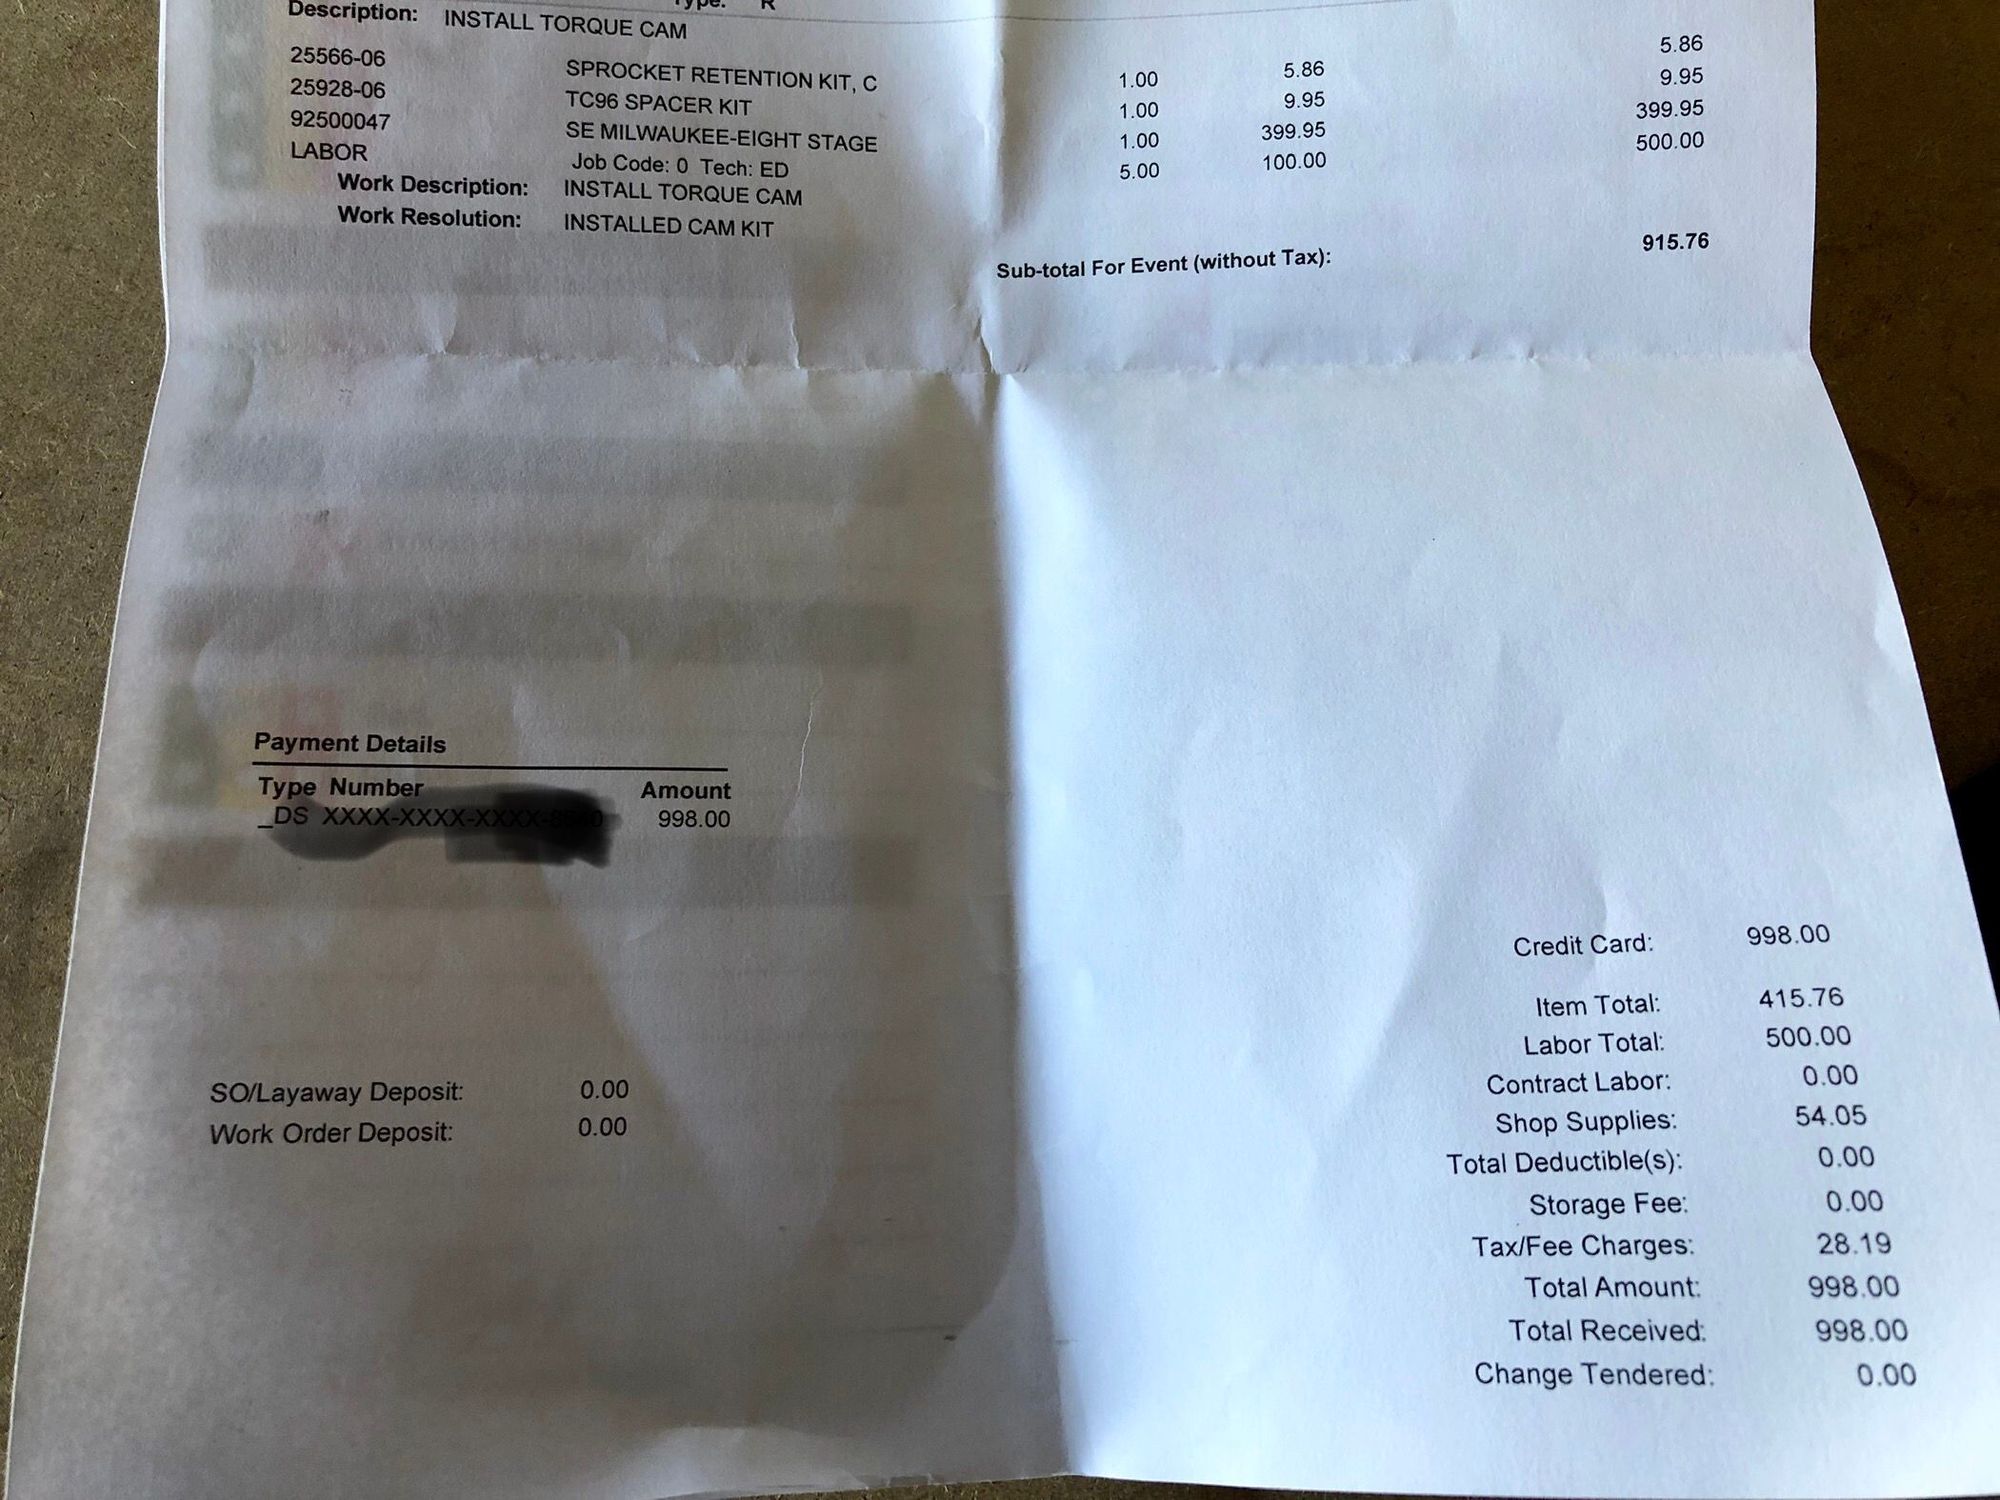 Type: R
Description: INSTALL TORQUE CAM
25566-06 SPROCKET RETENTION KIT, C 1.00 5.86 5.86
25928-06 TC96 SPACER KIT 1.00 9.95 9.95
92500047 SE MILWAUKEE-EIGHT STAGE 1.00 399.95 399.95
LABOR Job Code: 0 Tech: ED 5.00 100.00 500.00
Work Description: INSTALL TORQUE CAM
Work Resolution: INSTALLED CAM KIT
Sub-total For Event (without Tax): 915.76
Payment Details
Type Number Amount
_DS XXXX-XXXX-XXXX- 998.00
Credit Card: 998.00
Item Total: 415.76
Labor Total: 500.00
Contract Labor: 0.00
SO/Layaway Deposit: 0.00
Shop Supplies: 54.05
Work Order Deposit: 0.00
Total Deductible(s): 0.00
Storage Fee: 0.00
Tax/Fee Charges: 28.19
Total Amount: 998.00
Total Received: 998.00
Change Tendered: 0.00